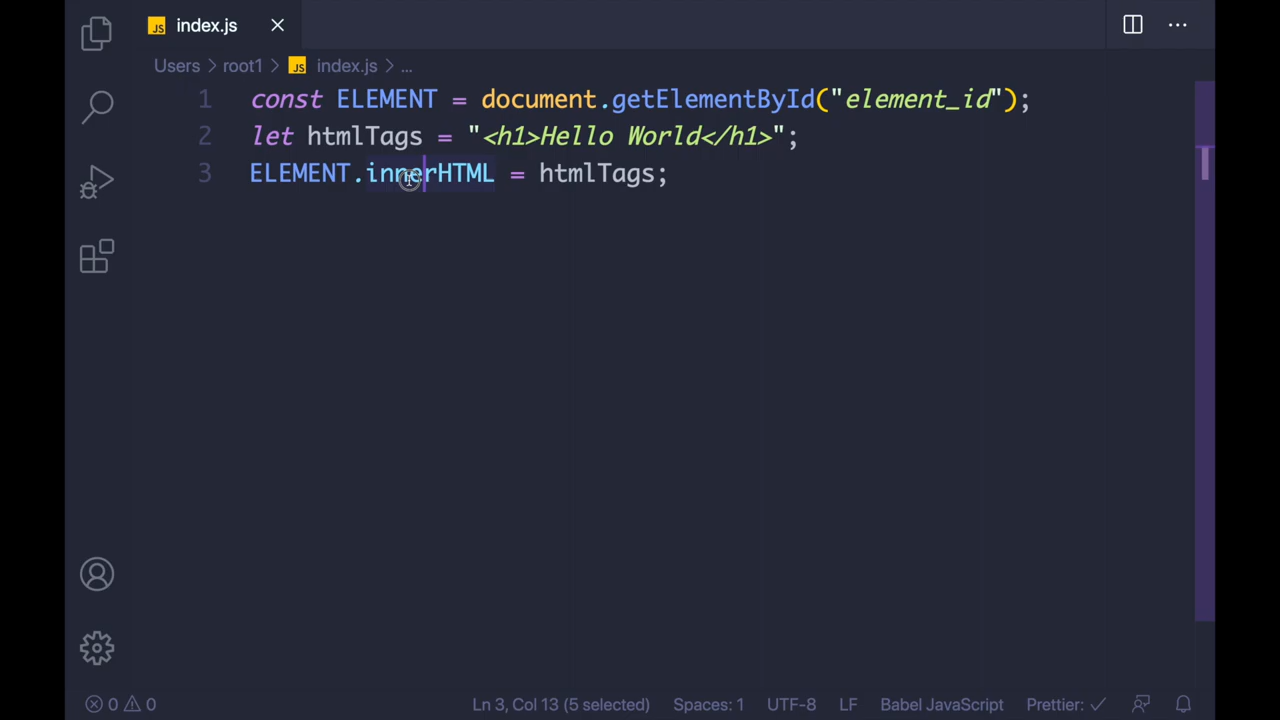 JS index.js
Users > root1 > JS index.js > ...
1 const ELEMENT = document.getElementById("element_id");
2 let htmlTags = "<h1>Hello World</h1>";
3 ELEMENT.innerHTML = htmlTags;
0 0 Ln 3, Col 13 (5 selected) Spaces: 1 UTF-8 LF Babel JavaScript Prettier: ✓